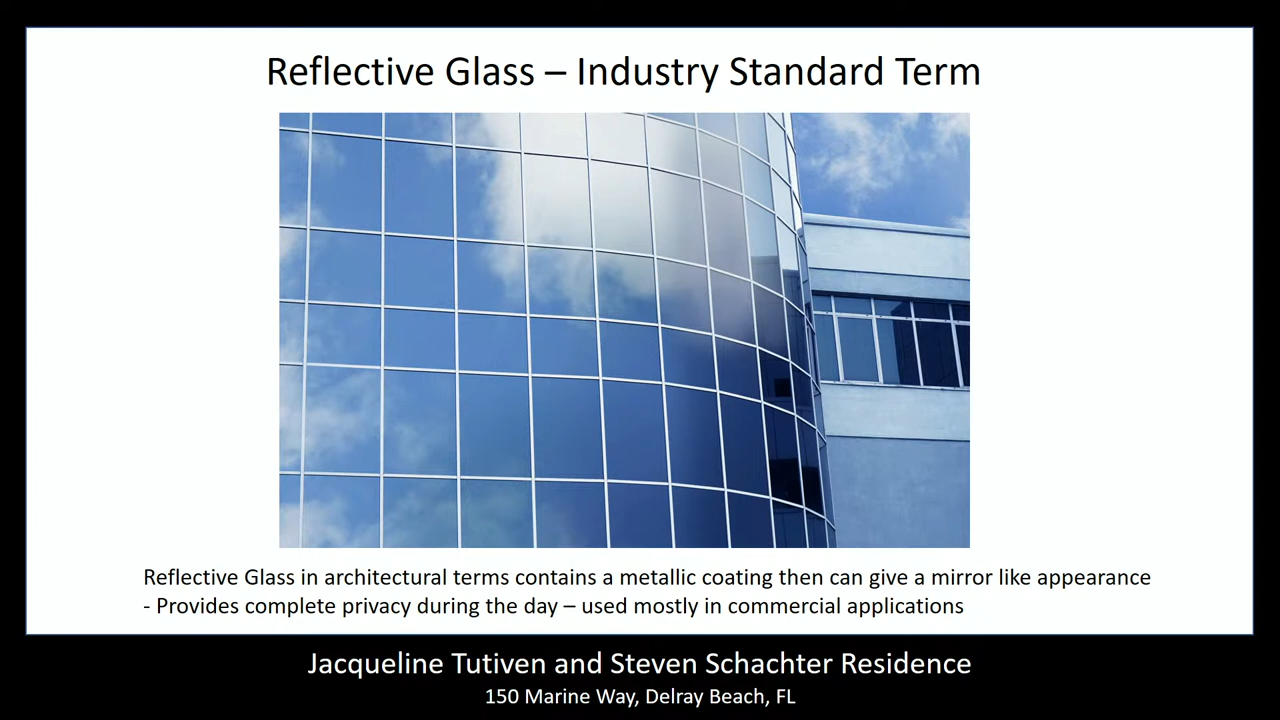 Reflective Glass – Industry Standard Term
Reflective Glass in architectural terms contains a metallic coating then can give a mirror like appearance
- Provides complete privacy during the day – used mostly in commercial applications
Jacqueline Tutiven and Steven Schachter Residence
150 Marine Way, Delray Beach, FL